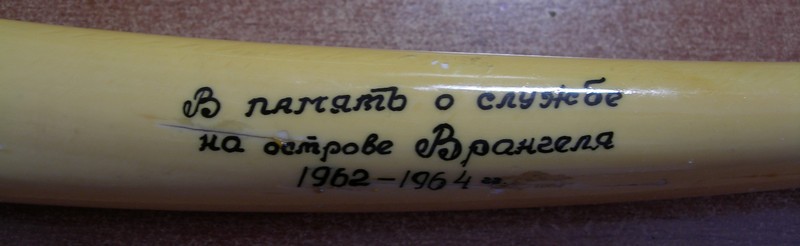 В память о службе
на острове Врангеля
1962-1964 гг.